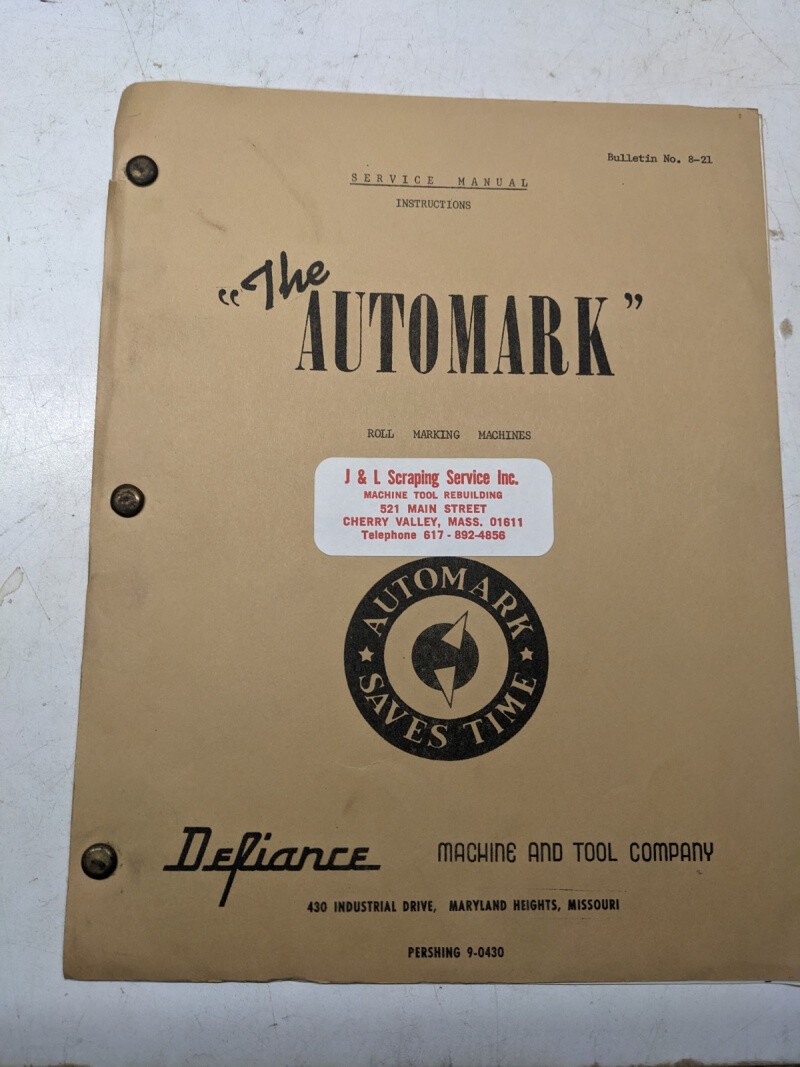 Bulletin No. 8-21
SERVICE MANUAL
INSTRUCTIONS
"The
AUTOMARK"
ROLL MARKING MACHINES
J & L Scraping Service Inc.
MACHINE TOOL REBUILDING
521 MAIN STREET
CHERRY VALLEY, MASS. 01611
Telephone 617-892-4856
AUTOMARK
SAVES TIME
Defiance MACHINE AND TOOL COMPANY
430 INDUSTRIAL DRIVE, MARYLAND HEIGHTS, MISSOURI
PERSHING 9-0430